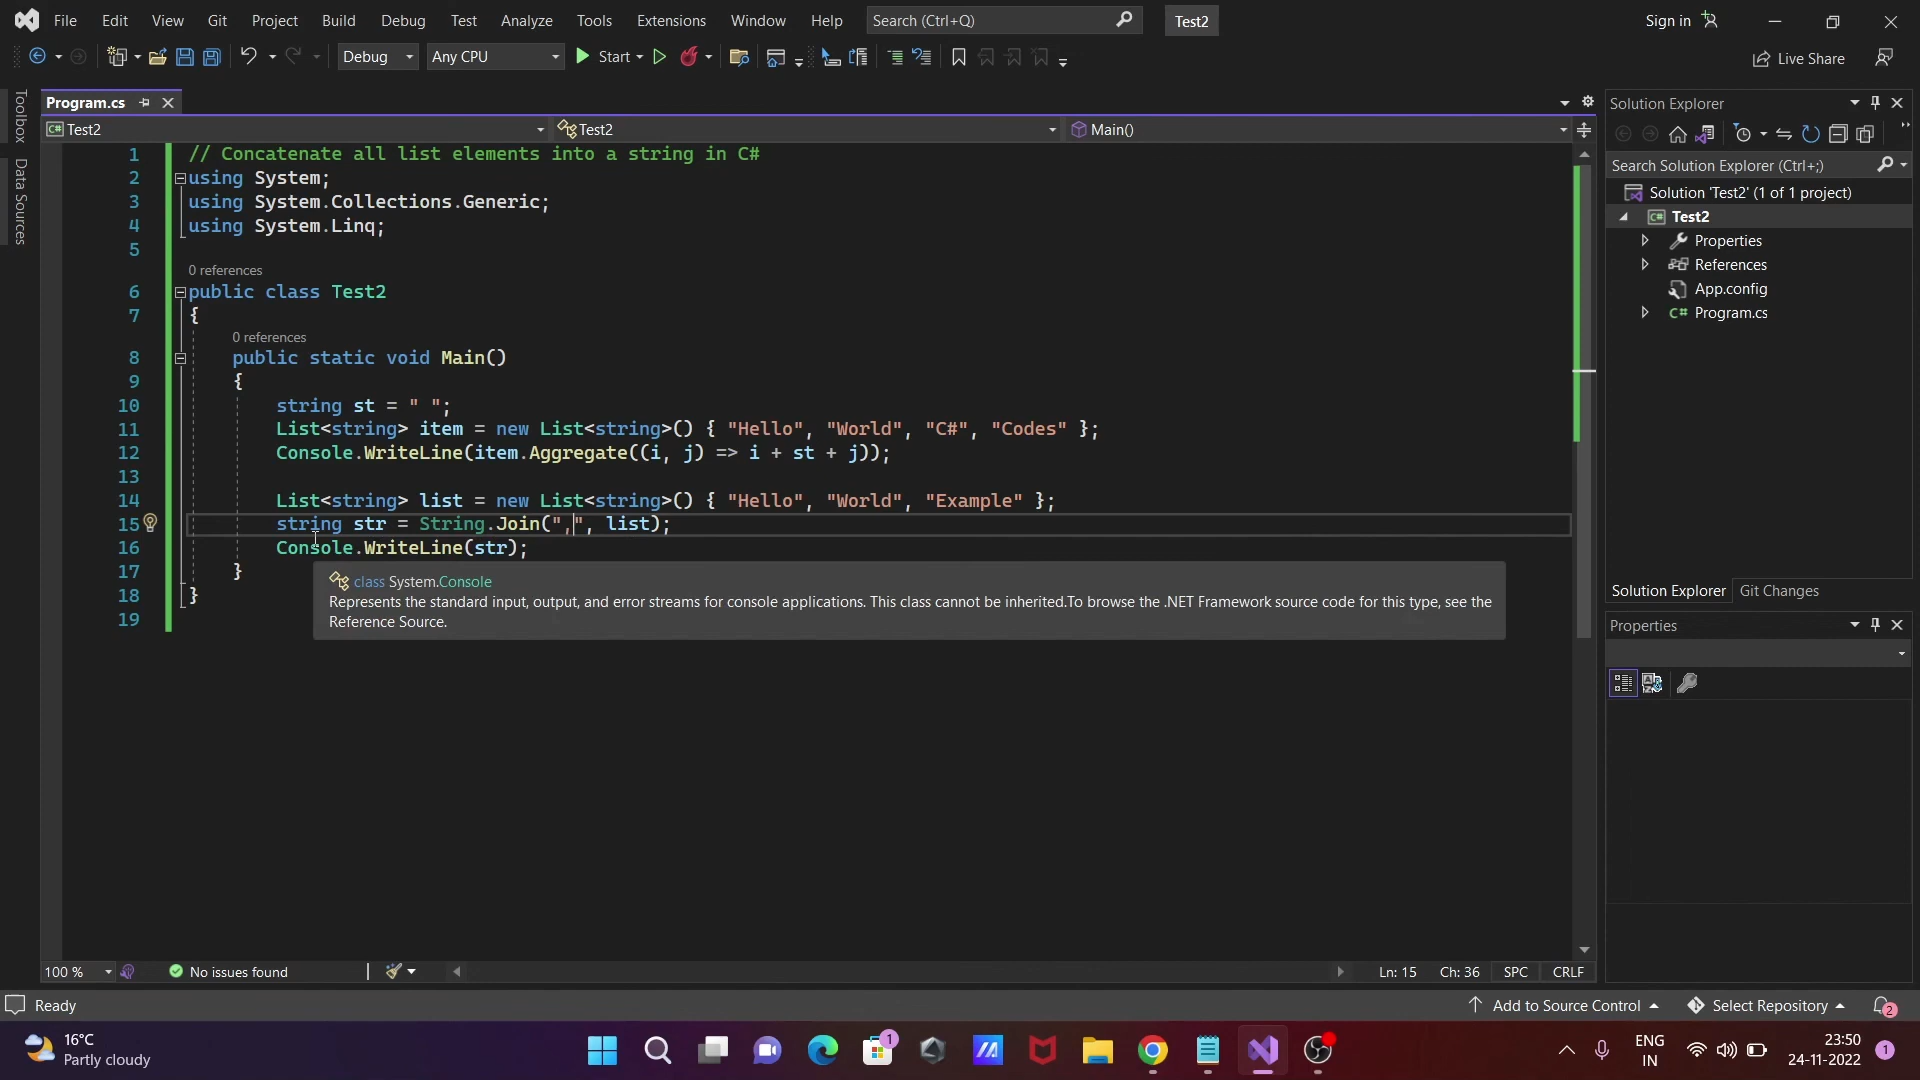 File Edit View Git Project Build Debug Test Analyze Tools Extensions Window Help Search (Ctrl+Q) Test2 Sign in
Debug Any CPU Start Live Share
Toolbox
Data Sources
Program.cs
Test2 Test2 Main()
1 // Concatenate all list elements into a string in C#
2 using System;
3 using System.Collections.Generic;
4 using System.Linq;
5
0 references
6 public class Test2
7 {
0 references
8 public static void Main()
9 {
10 string st = " ";
11 List<string> item = new List<string>() { "Hello", "World", "C#", "Codes" };
12 Console.WriteLine(item.Aggregate((i, j) => i + st + j));
13
14 List<string> list = new List<string>() { "Hello", "World", "Example" };
15 string str = String.Join(",", list);
16 Console.WriteLine(str);
17 }
18 }
19
class System.Console
Represents the standard input, output, and error streams for console applications. This class cannot be inherited.To browse the .NET Framework source code for this type, see the
Reference Source.
Solution Explorer
Search Solution Explorer (Ctrl+;)
Solution 'Test2' (1 of 1 project)
C# Test2
Properties
References
App.config
C# Program.cs
Solution Explorer Git Changes
Properties
100 % No issues found Ln: 15 Ch: 36 SPC CRLF
Ready Add to Source Control Select Repository 2
16°C
Partly cloudy
1
ENG
IN
23:50
24-11-2022
1